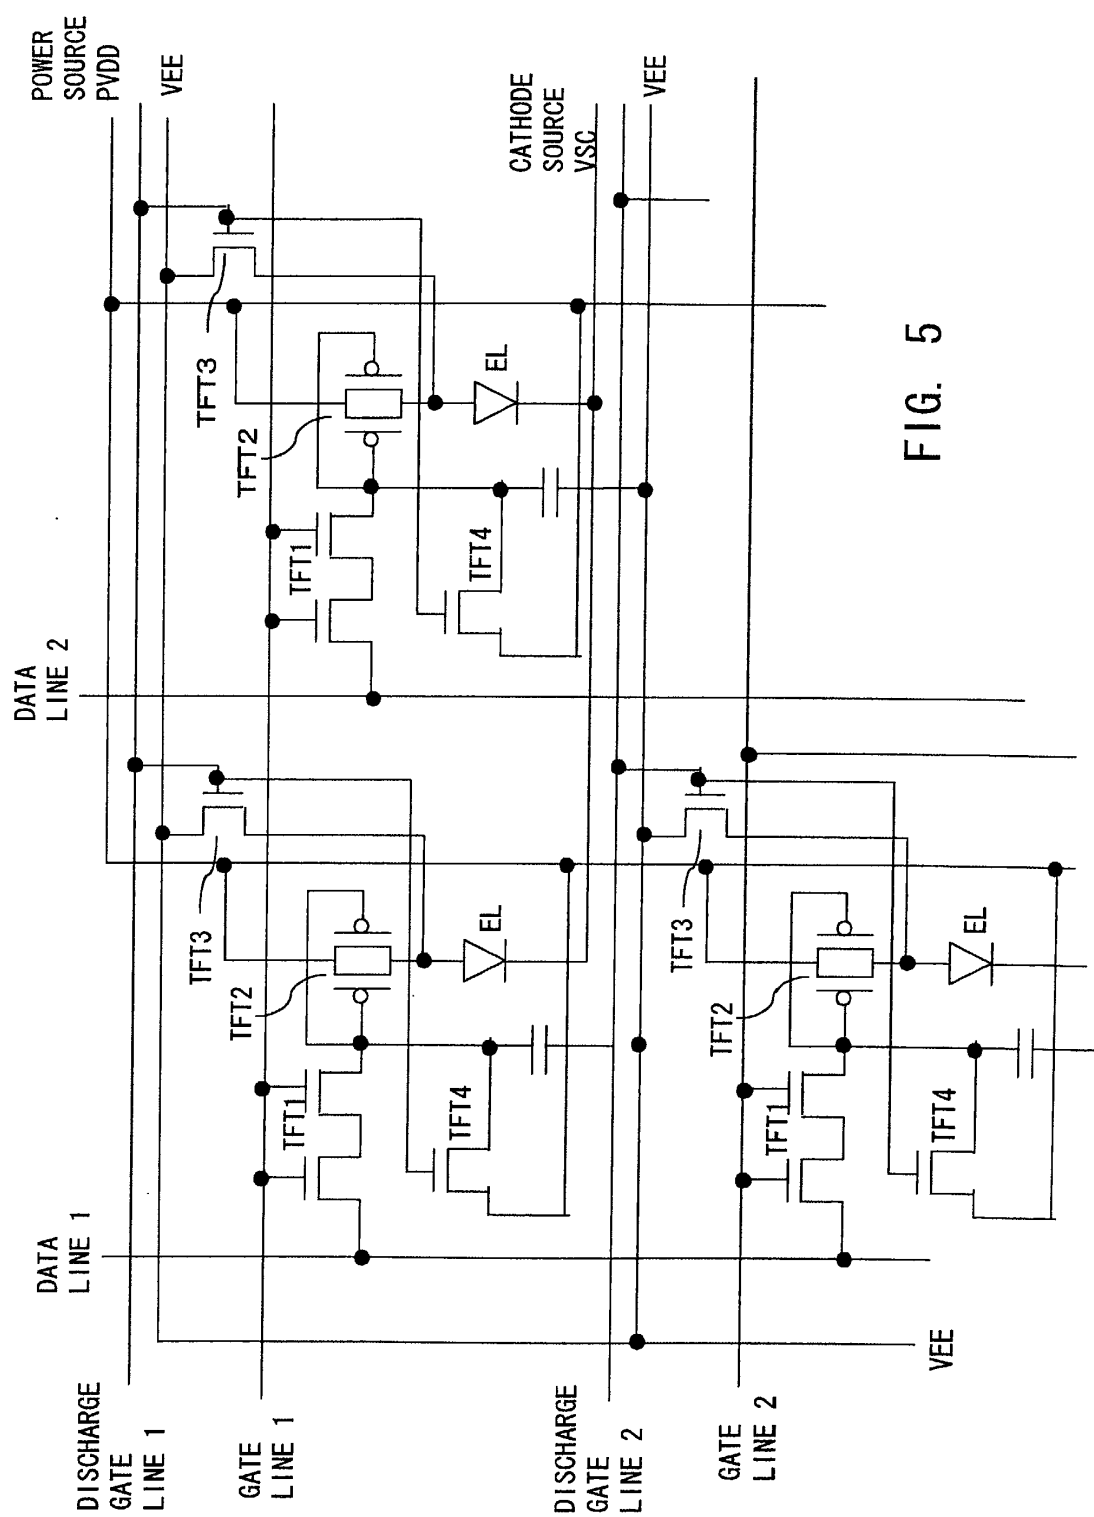 POWER
SOURCE
PVDD
VEE
CATHODE
SOURCE
VSC
VEE
DATA
LINE 2
TFT3
TFT2
EL
TFT1
TFT4
DATA
LINE 1
TFT3
TFT2
EL
TFT1
TFT4
TFT3
TFT2
EL
TFT1
TFT4
VEE
DISCHARGE
GATE
LINE 1
GATE
LINE 1
DISCHARGE
GATE
LINE 2
GATE
LINE 2
FIG. 5